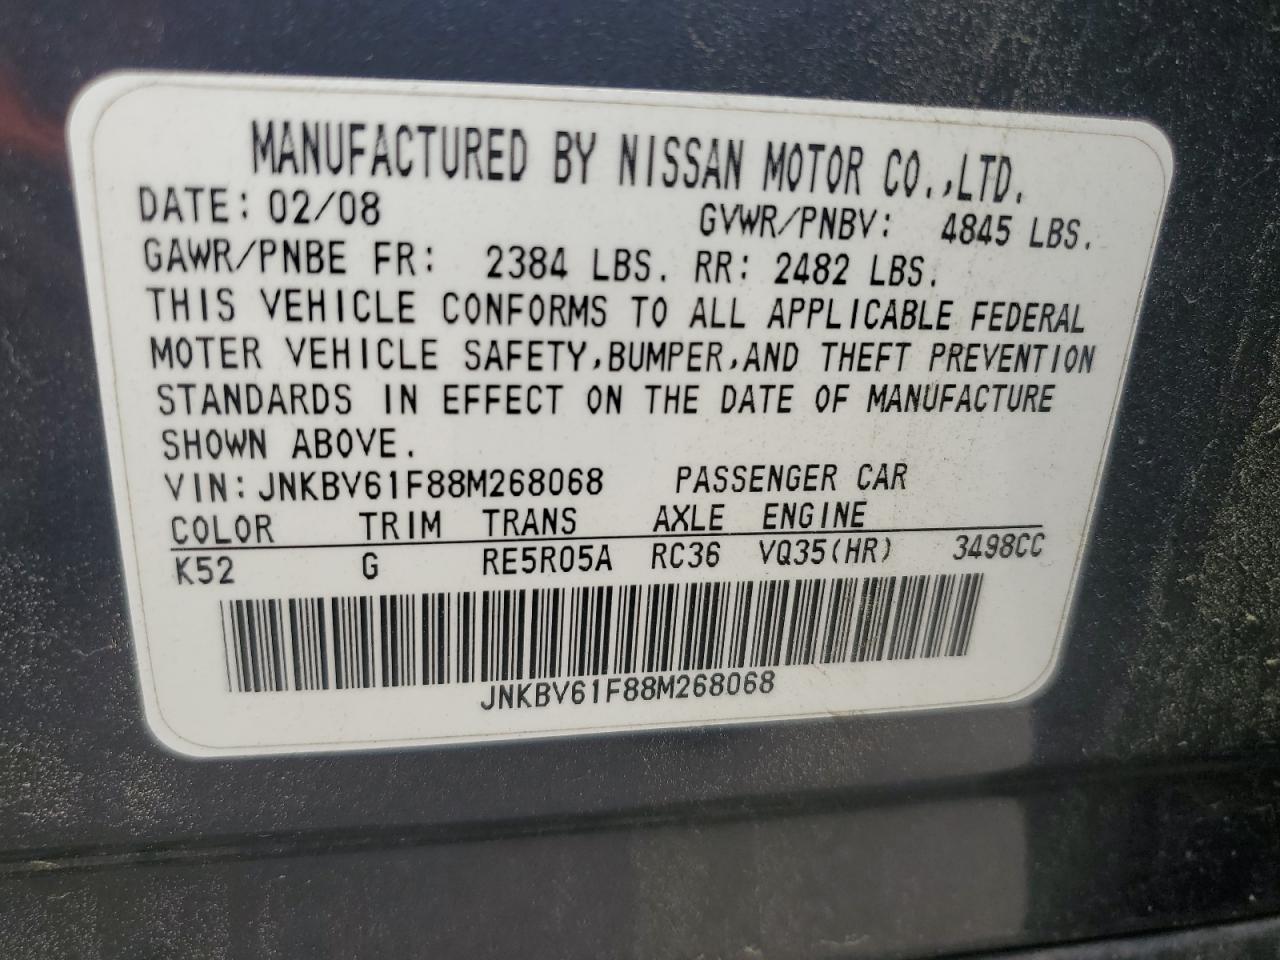 MANUFACTURED BY NISSAN MOTOR CO.,LTD.
DATE: 02/08 GVWR/PNBV: 4845 LBS.
GAWR/PNBE FR: 2384 LBS. RR: 2482 LBS.
THIS VEHICLE CONFORMS TO ALL APPLICABLE FEDERAL
MOTER VEHICLE SAFETY,BUMPER,AND THEFT PREVENTION
STANDARDS IN EFFECT ON THE DATE OF MANUFACTURE
SHOWN ABOVE.
VIN: JNKBV61F88M268068 PASSENGER CAR
COLOR TRIM TRANS AXLE ENGINE
K52 G RE5R05A RC36 VQ35(HR) 3498CC
JNKBV61F88M268068